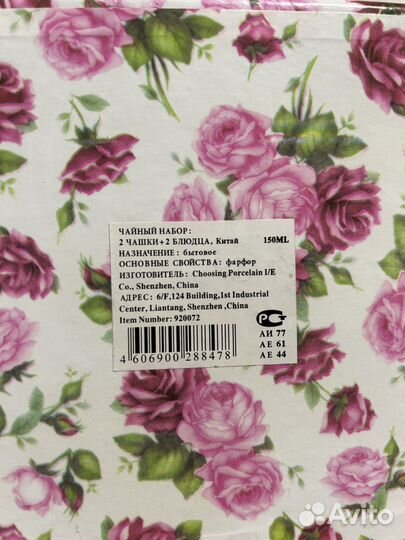 ЧАЙНЫЙ НАБОР:
2 ЧАШКИ+2 БЛЮДЦА, Китай 150ML
НАЗНАЧЕНИЕ: бытовое
ОСНОВНЫЕ СВОЙСТВА: фарфор
ИЗГОТОВИТЕЛЬ: Choosing Porcelain I/E
Co., Shenzhen, China
АДРЕС: 6/F,124 Building,1st Industrial
Center, Liantang, Shenzhen ,China
Item Number: 920072
АИ 77
АЕ 61
АЕ 44
4 606900 288478
Avito